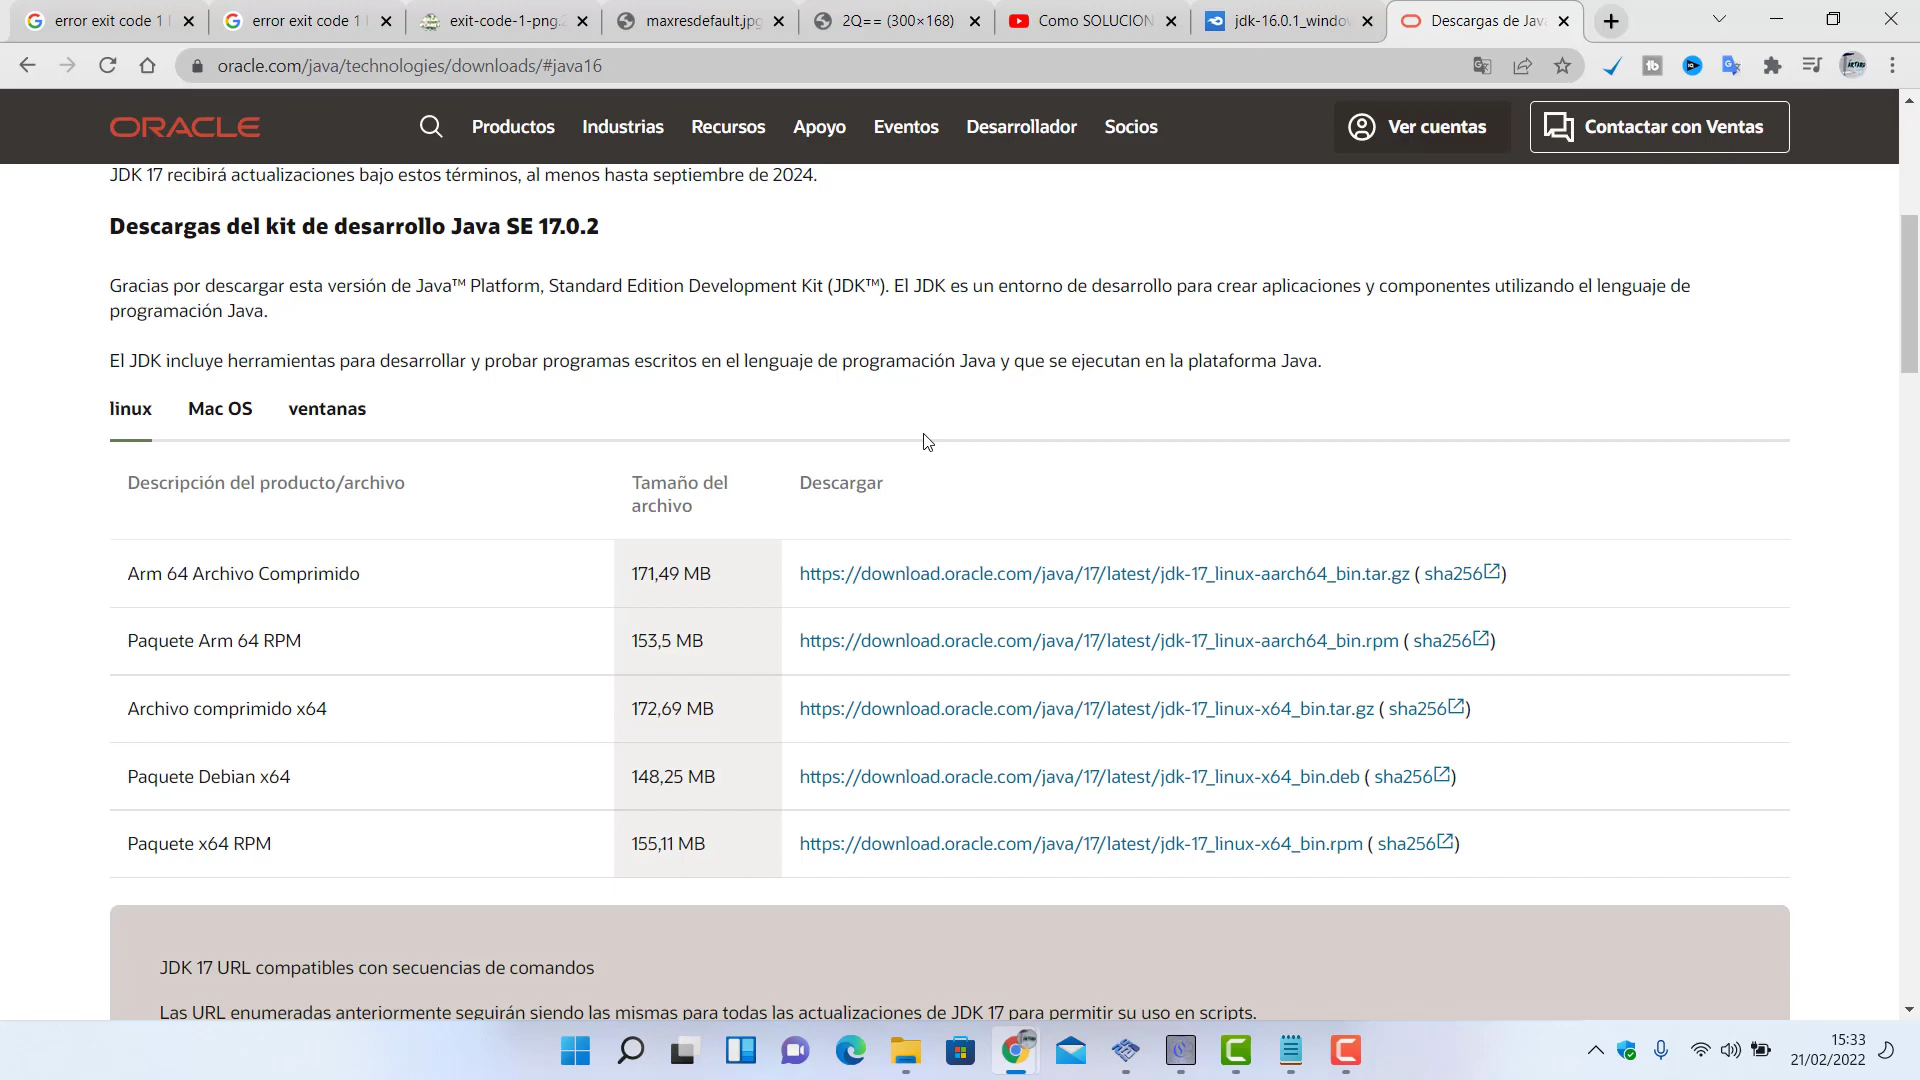 error exit code 1
error exit code 1
exit-code-1-png.
maxresdefault.jpg
2Q== (300×168)
Como SOLUCION
jdk-16.0.1_windo
Descargas de Java
oracle.com/java/technologies/downloads/#java16
ORACLE
Productos
Industrias
Recursos
Apoyo
Eventos
Desarrollador
Socios
Ver cuentas
Contactar con Ventas
JDK 17 recibirá actualizaciones bajo estos términos, al menos hasta septiembre de 2024.
Descargas del kit de desarrollo Java SE 17.0.2
Gracias por descargar esta versión de Java™ Platform, Standard Edition Development Kit (JDK™). El JDK es un entorno de desarrollo para crear aplicaciones y componentes utilizando el lenguaje de
programación Java.
El JDK incluye herramientas para desarrollar y probar programas escritos en el lenguaje de programación Java y que se ejecutan en la plataforma Java.
linux
Mac OS
ventanas
Descripción del producto/archivo
Tamaño del
archivo
Descargar
Arm 64 Archivo Comprimido
171,49 MB
https://download.oracle.com/java/17/latest/jdk-17_linux-aarch64_bin.tar.gz ( sha256)
Paquete Arm 64 RPM
153,5 MB
https://download.oracle.com/java/17/latest/jdk-17_linux-aarch64_bin.rpm ( sha256)
Archivo comprimido x64
172,69 MB
https://download.oracle.com/java/17/latest/jdk-17_linux-x64_bin.tar.gz ( sha256)
Paquete Debian x64
148,25 MB
https://download.oracle.com/java/17/latest/jdk-17_linux-x64_bin.deb ( sha256)
Paquete x64 RPM
155,11 MB
https://download.oracle.com/java/17/latest/jdk-17_linux-x64_bin.rpm ( sha256)
JDK 17 URL compatibles con secuencias de comandos
Las URL enumeradas anteriormente seguirán siendo las mismas para todas las actualizaciones de JDK 17 para permitir su uso en scripts.
15:33
21/02/2022